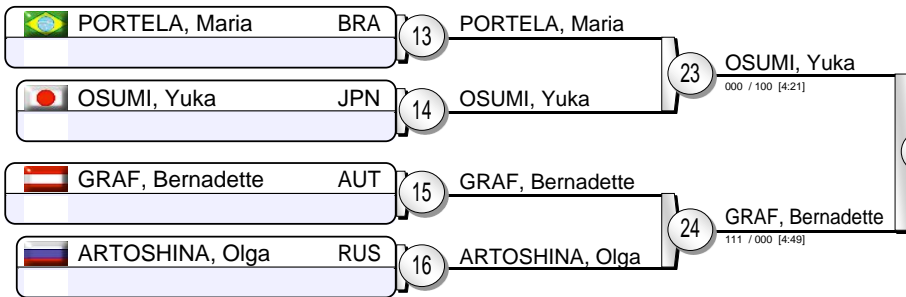 PORTELA, Maria BRA 13 PORTELA, Maria
23 OSUMI, Yuka
000 / 100 [4:21]
OSUMI, Yuka JPN 14 OSUMI, Yuka
GRAF, Bernadette AUT 15 GRAF, Bernadette
24 GRAF, Bernadette
111 / 000 [4:49]
ARTOSHINA, Olga RUS 16 ARTOSHINA, Olga